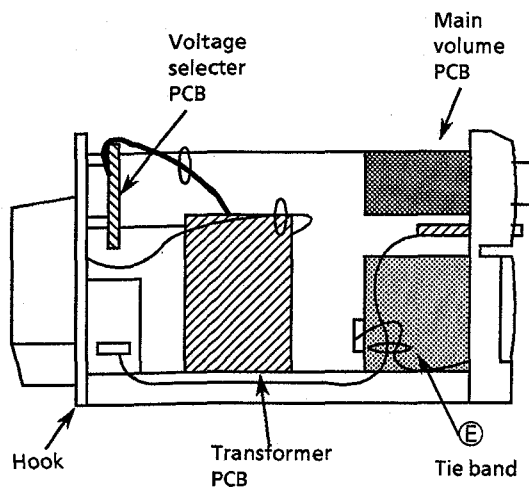 Voltage
selecter
PCB
Main
volume
PCB
Hook
Transformer
PCB
Ⓔ
Tie band